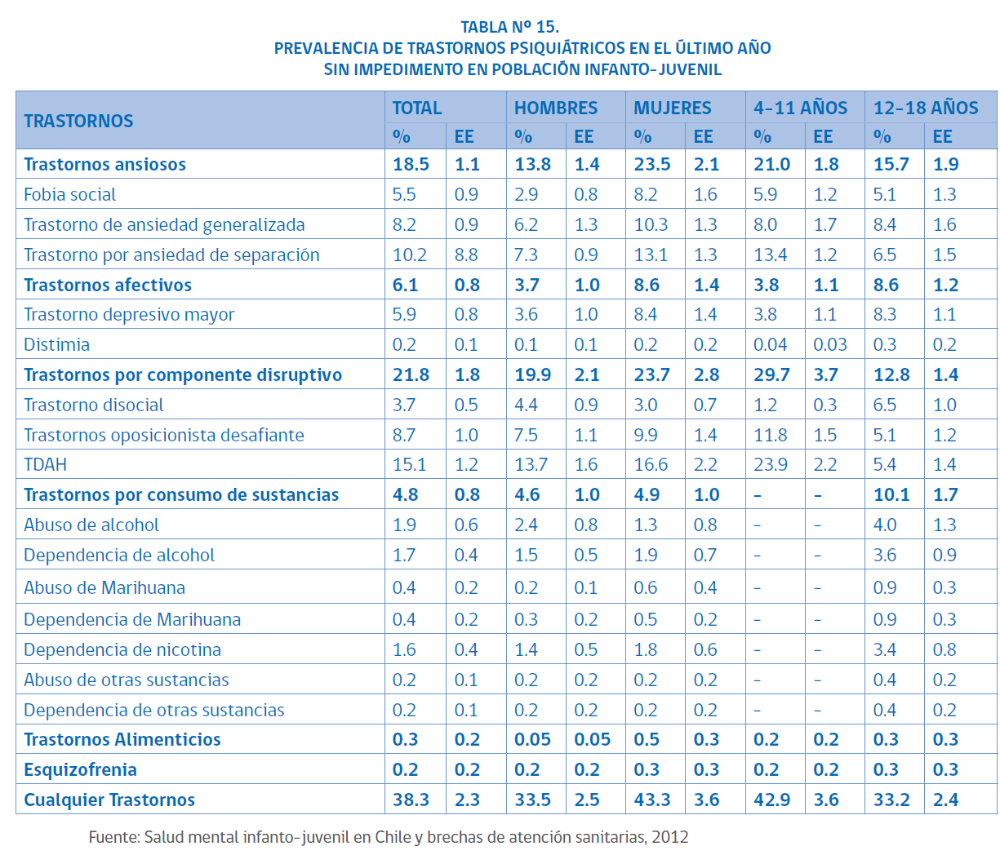 TABLA Nº 15.
PREVALENCIA DE TRASTORNOS PSIQUIÁTRICOS EN EL ÚLTIMO AÑO
SIN IMPEDIMENTO EN POBLACIÓN INFANTO-JUVENIL
TRASTORNOS TOTAL HOMBRES MUJERES 4-11 AÑOS 12-18 AÑOS
% EE % EE % EE % EE % EE
Trastornos ansiosos 18.5 1.1 13.8 1.4 23.5 2.1 21.0 1.8 15.7 1.9
Fobia social 5.5 0.9 2.9 0.8 8.2 1.6 5.9 1.2 5.1 1.3
Trastorno de ansiedad generalizada 8.2 0.9 6.2 1.3 10.3 1.3 8.0 1.7 8.4 1.6
Trastorno por ansiedad de separación 10.2 8.8 7.3 0.9 13.1 1.3 13.4 1.2 6.5 1.5
Trastornos afectivos 6.1 0.8 3.7 1.0 8.6 1.4 3.8 1.1 8.6 1.2
Trastorno depresivo mayor 5.9 0.8 3.6 1.0 8.4 1.4 3.8 1.1 8.3 1.1
Distimia 0.2 0.1 0.1 0.1 0.2 0.2 0.04 0.03 0.3 0.2
Trastornos por componente disruptivo 21.8 1.8 19.9 2.1 23.7 2.8 29.7 3.7 12.8 1.4
Trastorno disocial 3.7 0.5 4.4 0.9 3.0 0.7 1.2 0.3 6.5 1.0
Trastornos oposicionista desafiante 8.7 1.0 7.5 1.1 9.9 1.4 11.8 1.5 5.1 1.2
TDAH 15.1 1.2 13.7 1.6 16.6 2.2 23.9 2.2 5.4 1.4
Trastornos por consumo de sustancias 4.8 0.8 4.6 1.0 4.9 1.0 - - 10.1 1.7
Abuso de alcohol 1.9 0.6 2.4 0.8 1.3 0.8 - - 4.0 1.3
Dependencia de alcohol 1.7 0.4 1.5 0.5 1.9 0.7 - - 3.6 0.9
Abuso de Marihuana 0.4 0.2 0.2 0.1 0.6 0.4 - - 0.9 0.3
Dependencia de Marihuana 0.4 0.2 0.3 0.2 0.5 0.2 - - 0.9 0.3
Dependencia de nicotina 1.6 0.4 1.4 0.5 1.8 0.6 - - 3.4 0.8
Abuso de otras sustancias 0.2 0.1 0.2 0.2 0.2 0.2 - - 0.4 0.2
Dependencia de otras sustancias 0.2 0.1 0.2 0.2 0.2 0.2 - - 0.4 0.2
Trastornos Alimenticios 0.3 0.2 0.05 0.05 0.5 0.3 0.2 0.2 0.3 0.3
Esquizofrenia 0.2 0.2 0.2 0.2 0.3 0.3 0.2 0.2 0.3 0.3
Cualquier Trastornos 38.3 2.3 33.5 2.5 43.3 3.6 42.9 3.6 33.2 2.4
Fuente: Salud mental infanto-juvenil en Chile y brechas de atención sanitarias, 2012